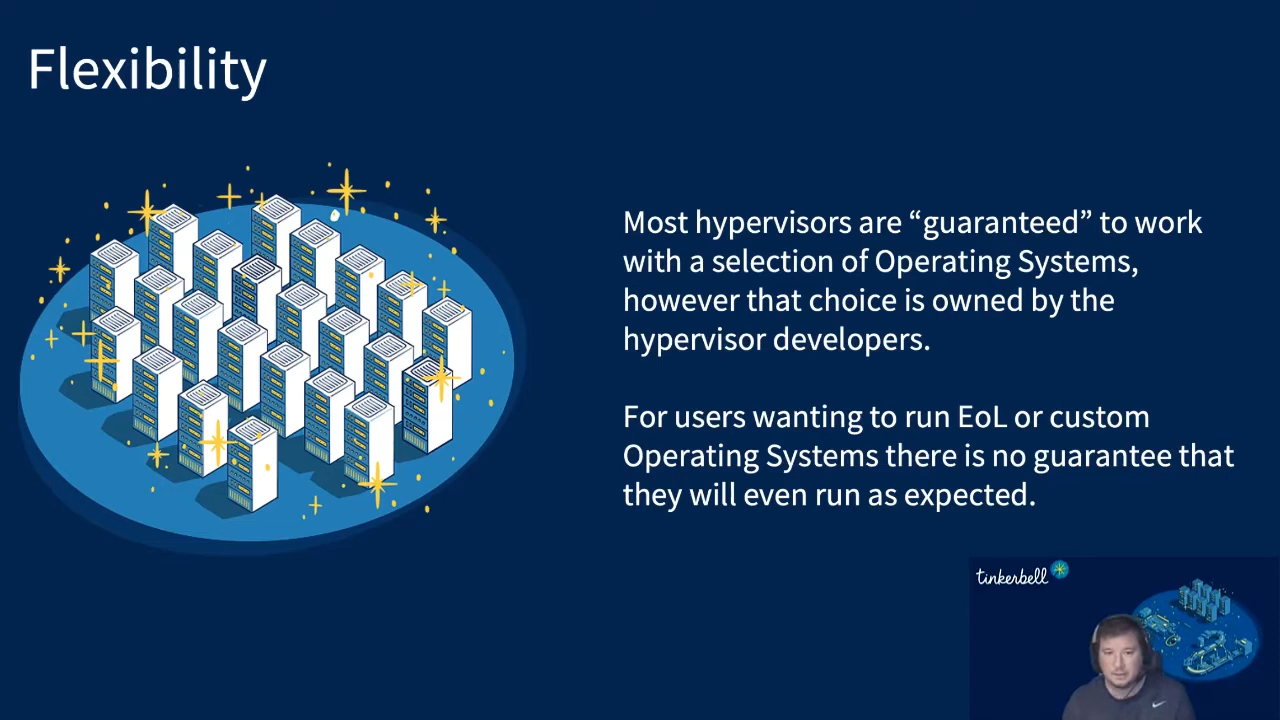 Flexibility
Most hypervisors are “guaranteed” to work
with a selection of Operating Systems,
however that choice is owned by the
hypervisor developers.
For users wanting to run EoL or custom
Operating Systems there is no guarantee that
they will even run as expected.
tinkerbell